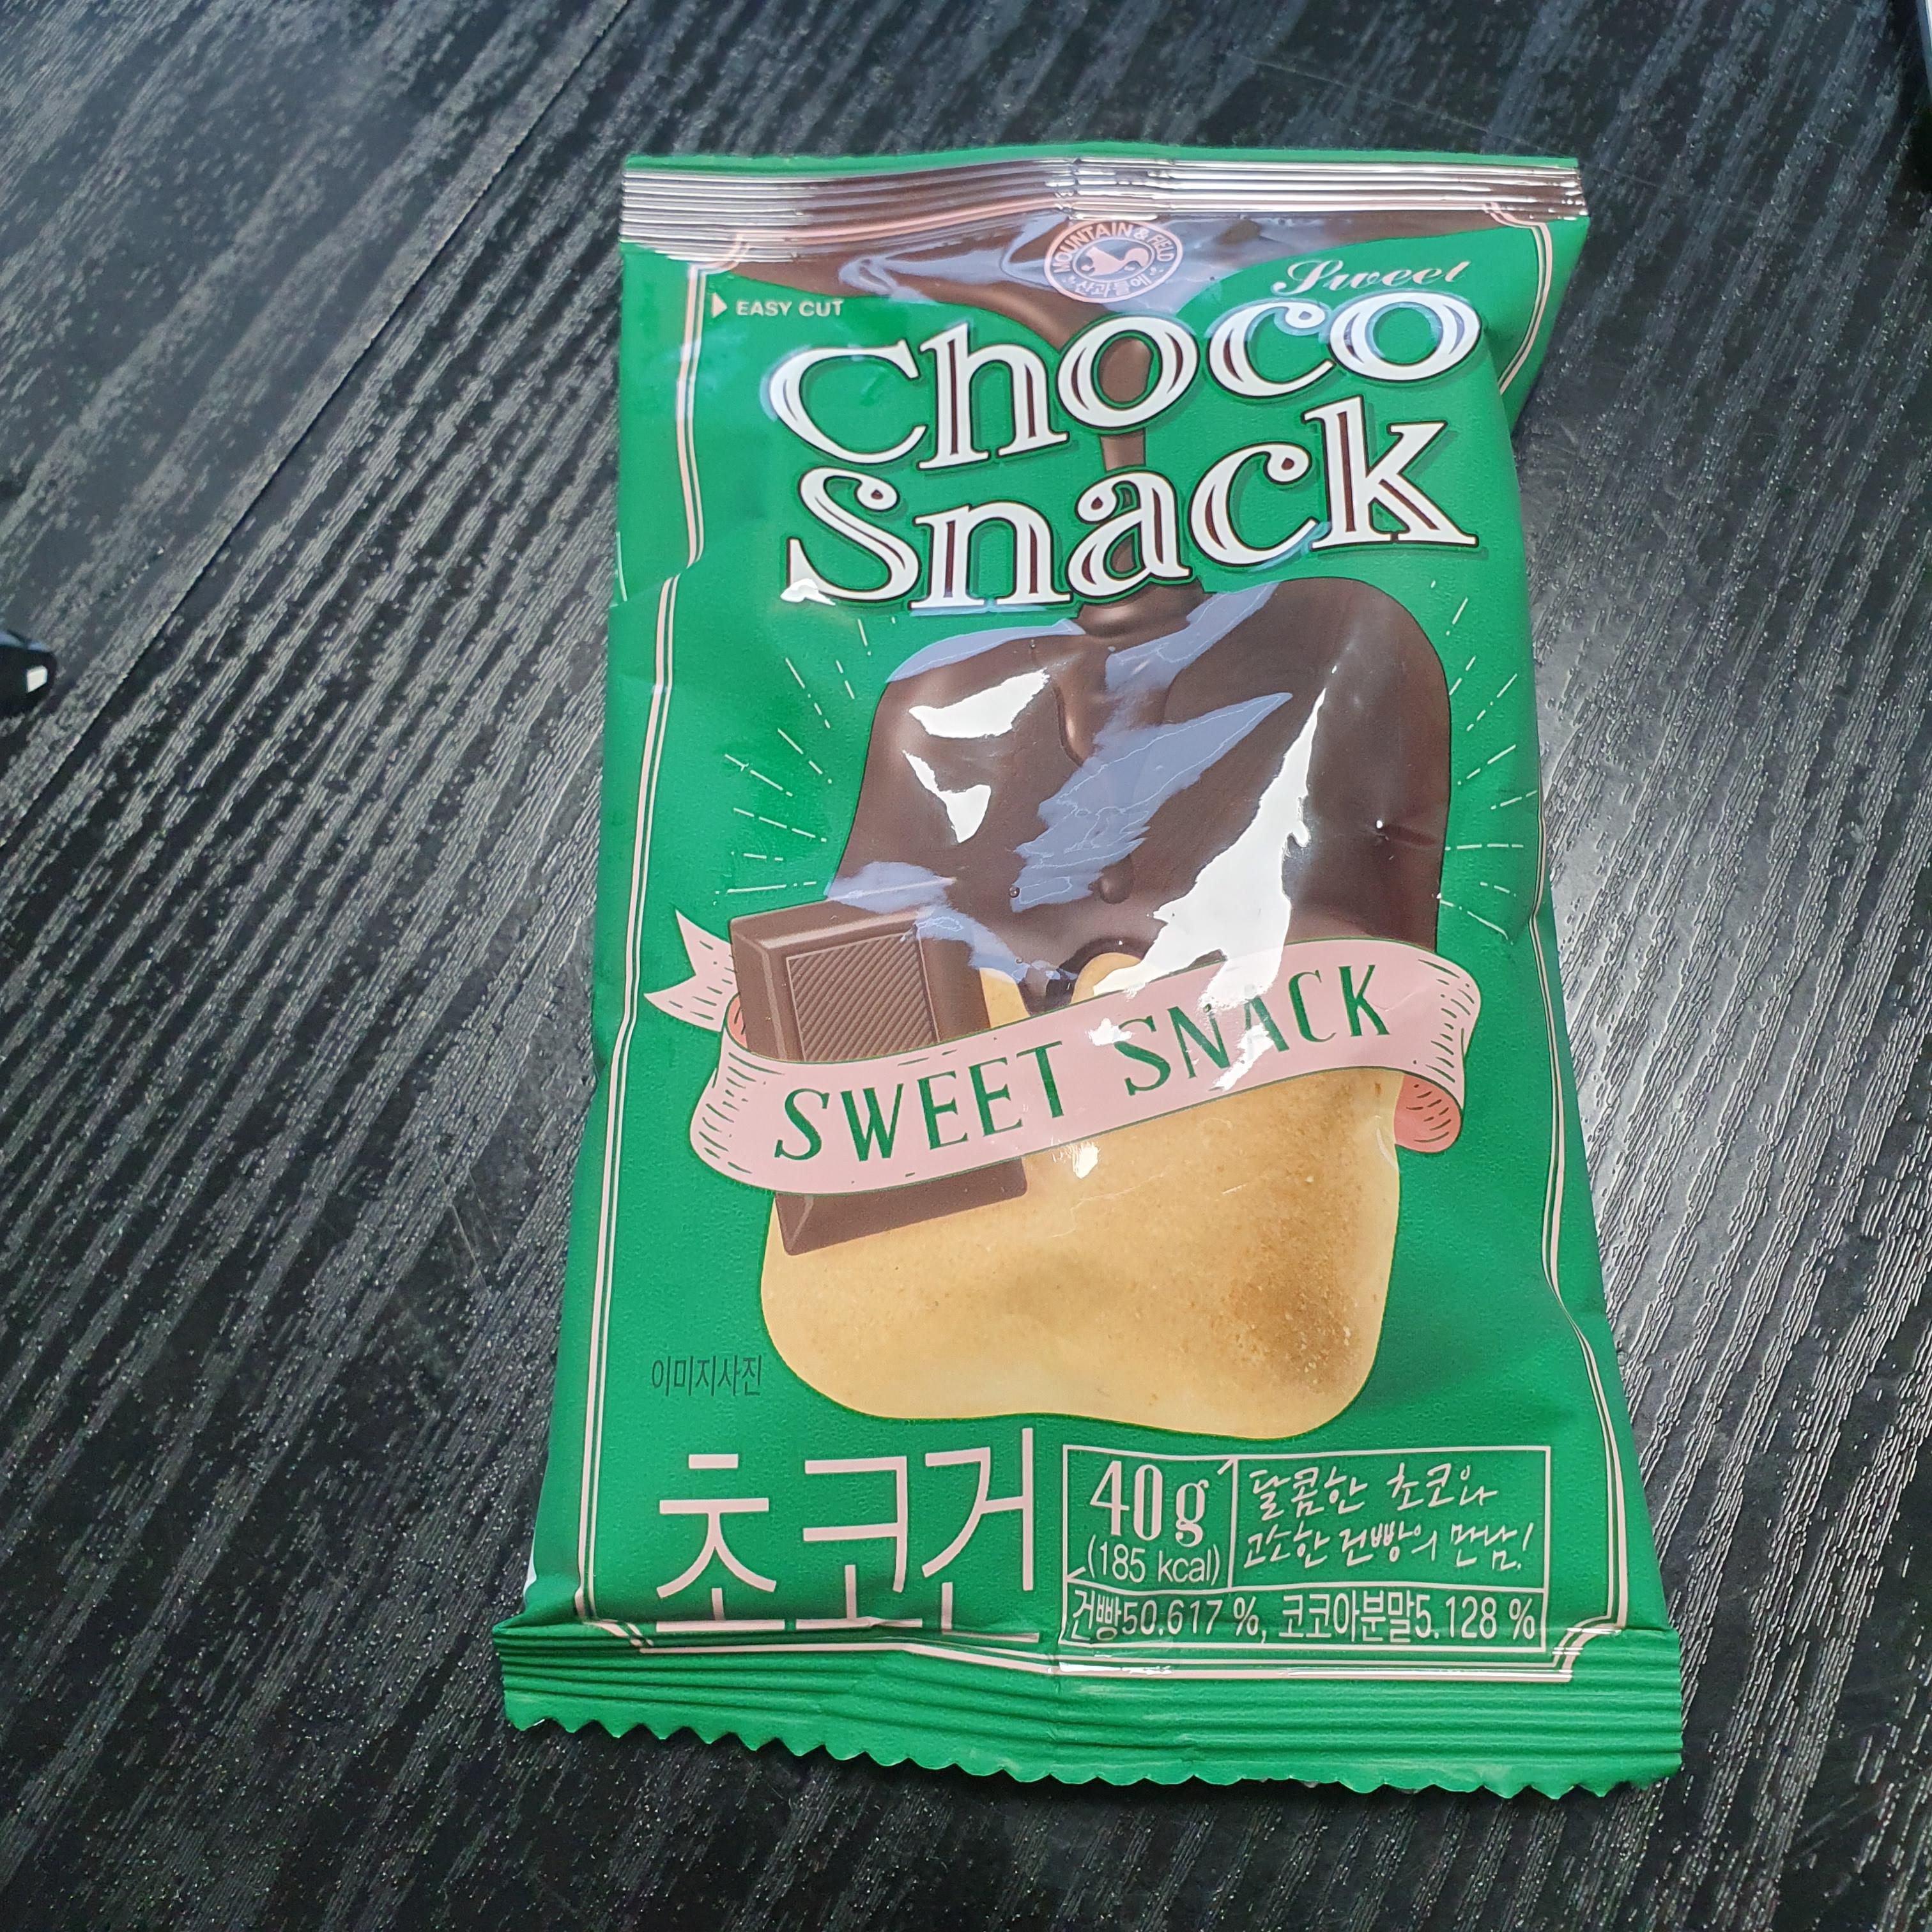 MOUNTAIN & FIELD
산과들에
EASY CUT
Sweet
Choco
Snack
SWEET SNACK
이미지사진
초코건
40g
(185 kcal)
달콤한 초코와
고소한 건빵의 만남!
건빵50.617 %, 코코아분말5.128 %